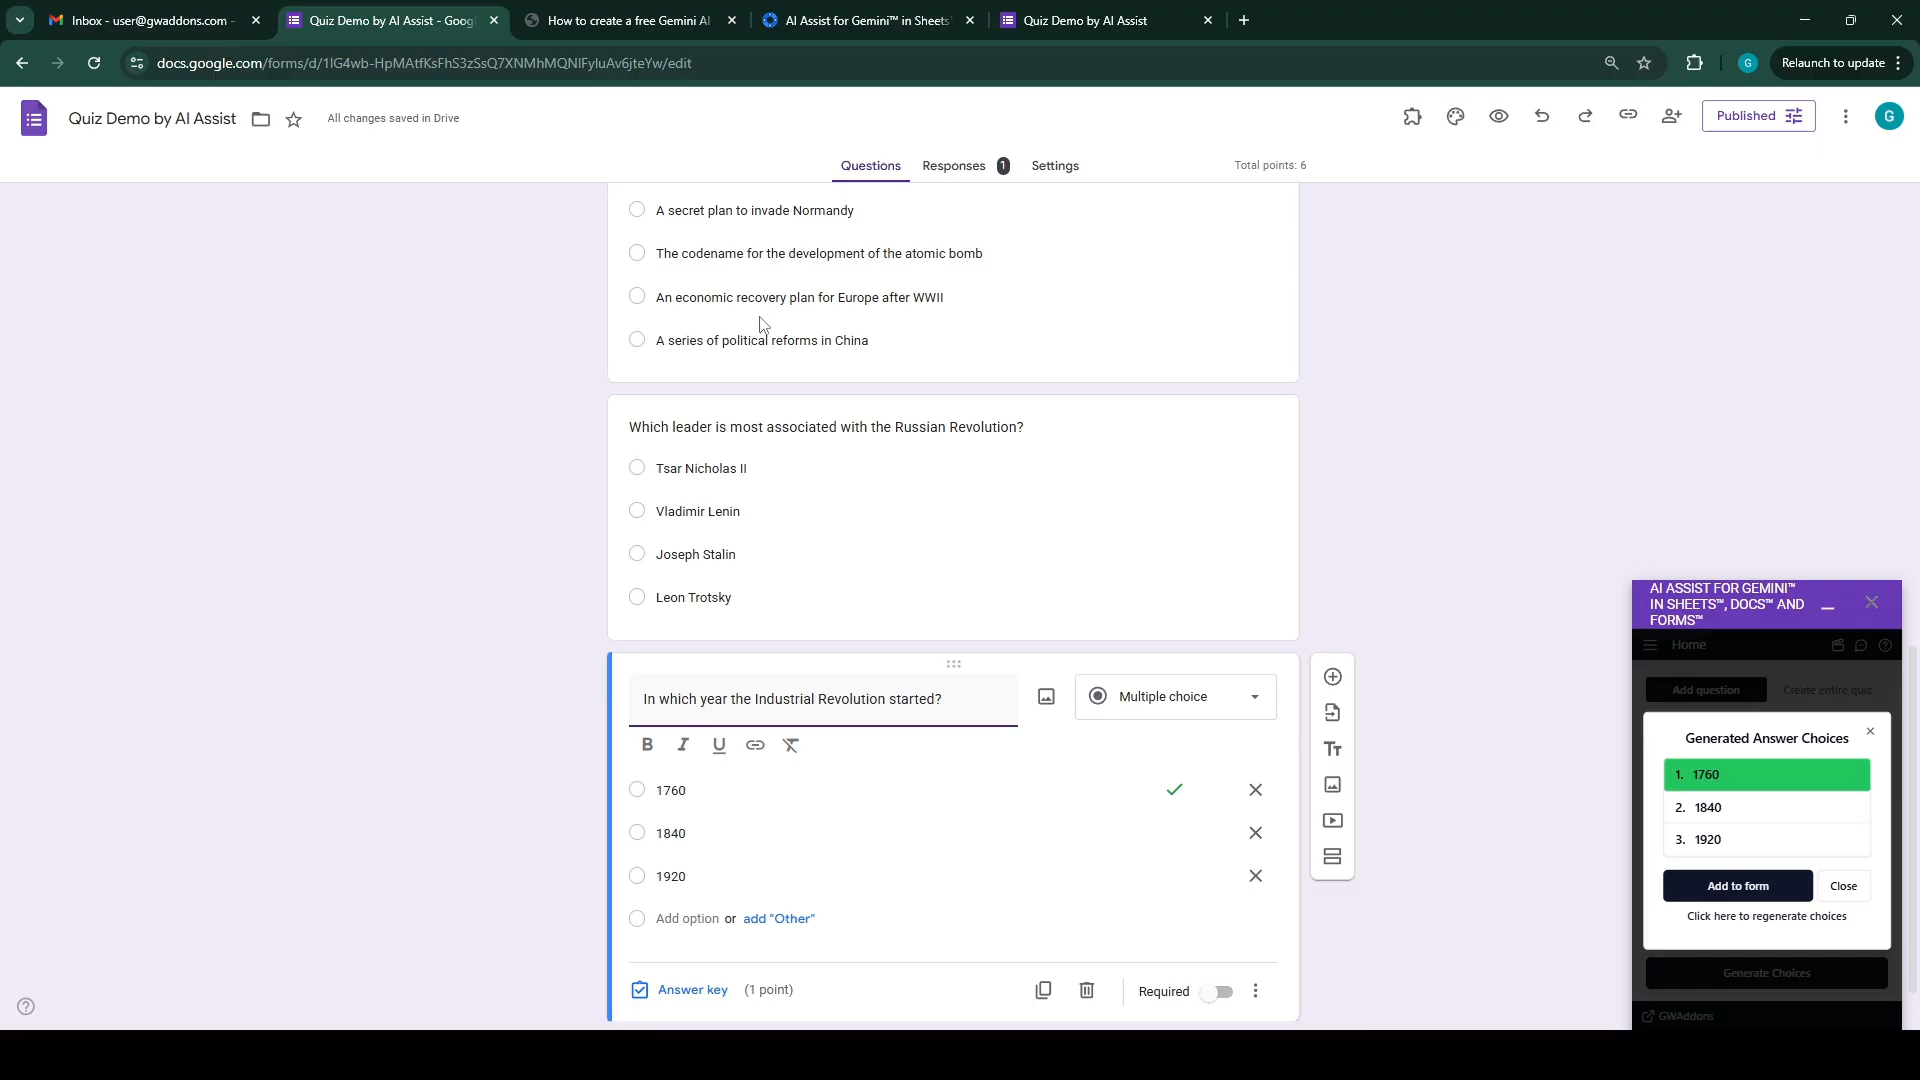 Inbox - user@gwaddons.com -
Quiz Demo by AI Assist - Goog
How to create a free Gemini AI
AI Assist for Gemini™ in Sheets
Quiz Demo by AI Assist
docs.google.com/forms/d/1IG4wb-HpMAtfKsFhS3zSsQ7XNMhMQNIFyluAv6jteYw/edit
G
Relaunch to update
Quiz Demo by AI Assist
All changes saved in Drive
Published
G
Questions
Responses 1
Settings
Total points: 6
A secret plan to invade Normandy
The codename for the development of the atomic bomb
An economic recovery plan for Europe after WWII
A series of political reforms in China
Which leader is most associated with the Russian Revolution?
Tsar Nicholas II
Vladimir Lenin
Joseph Stalin
Leon Trotsky
In which year the Industrial Revolution started?
Multiple choice
B I U
1760
1840
1920
Add option or add "Other"
Answer key (1 point)
Required
Tт
AI ASSIST FOR GEMINI™
IN SHEETS™, DOCS™ AND
FORMS™
Home
Add question
Create entire quiz
Generated Answer Choices
1. 1760
2. 1840
3. 1920
Add to form
Close
Click here to regenerate choices
Generate Choices
GWAddons